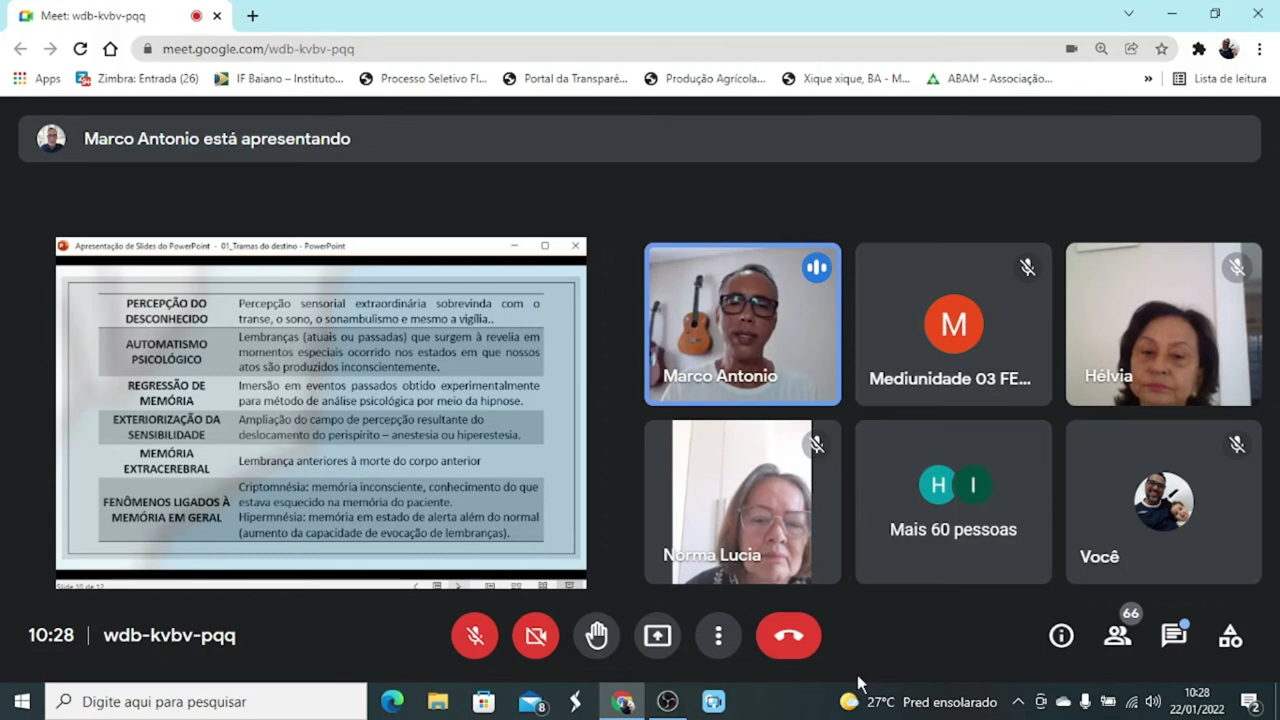 Meet: wdb-kvbv-pqq
meet.google.com/wdb-kvbv-pqq
Apps
Zimbra: Entrada (26)
IF Baiano – Instituto...
Processo Seletivo FI...
Portal da Transparê...
Produção Agrícola...
Xique xique, BA - M...
ABAM - Associação...
»
Lista de leitura
Marco Antonio está apresentando
Apresentação de Slides do PowerPoint - 01_Tramas do destino - PowerPoint
PERCEPÇÃO DO
DESCONHECIDO
Percepção sensorial extraordinária sobrevinda com o
transe, o sono, o sonambulismo e mesmo a vigília..
AUTOMATISMO
PSICOLÓGICO
Lembranças (atuais ou passadas) que surgem à revelia em
momentos especiais ocorrido nos estados em que nossos
atos são produzidos inconscientemente.
REGRESSÃO DE
MEMÓRIA
Imersão em eventos passados obtido experimentalmente
para método de análise psicológica por meio da hipnose.
EXTERIORIZAÇÃO DA
SENSIBILIDADE
Ampliação do campo de percepção resultante do
deslocamento do perispírito – anestesia ou hiperestesia.
MEMÓRIA
EXTRACEREBRAL
Lembrança anteriores à morte do corpo anterior
FENÔMENOS LIGADOS À
MEMÓRIA EM GERAL
Criptomnésia: memória inconsciente, conhecimento do que
estava esquecido na memória do paciente.
Hipermnésia: memória em estado de alerta além do normal
(aumento da capacidade de evocação de lembranças).
Slide 10 de 12
Marco Antonio
M
Mediunidade 03 FE...
Hélvia
Norma Lucia
H
I
Mais 60 pessoas
Você
10:28
wdb-kvbv-pqq
66
Digite aqui para pesquisar
8
27°C Pred ensolarado
10:28
22/01/2022
2